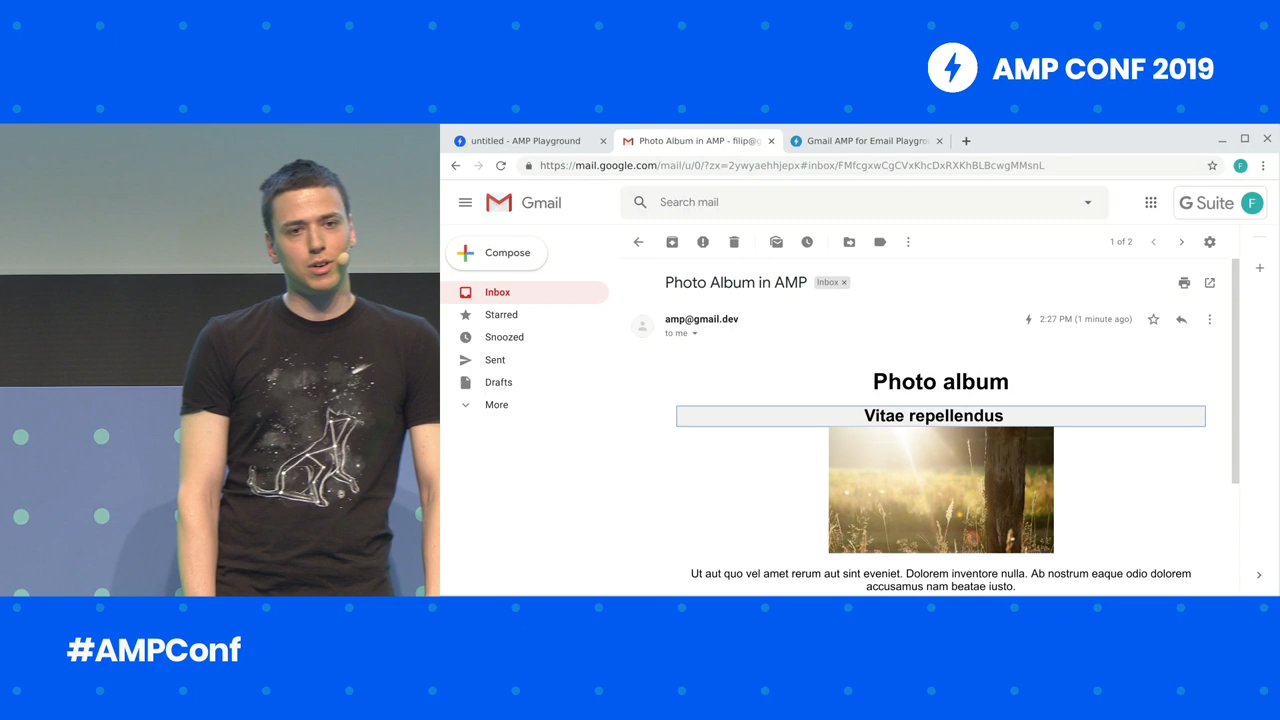 AMP CONF 2019
untitled - AMP Playground
Photo Album in AMP - filip@g
Gmail AMP for Email Playgro
https://mail.google.com/mail/u/0/?zx=2ywyaehhjepx#inbox/FMfcgxwCgCVxKhcDxRXKhBLBcwgMMsnL
F
Gmail
Search mail
G Suite
F
Compose
1 of 2
Inbox
Starred
Snoozed
Sent
Drafts
More
Photo Album in AMP
Inbox x
amp@gmail.dev
2:27 PM (1 minute ago)
to me
Photo album
Vitae repellendus
Ut aut quo vel amet rerum aut sint eveniet. Dolorem inventore nulla. Ab nostrum eaque odio dolorem
accusamus nam beatae iusto.
#AMPConf